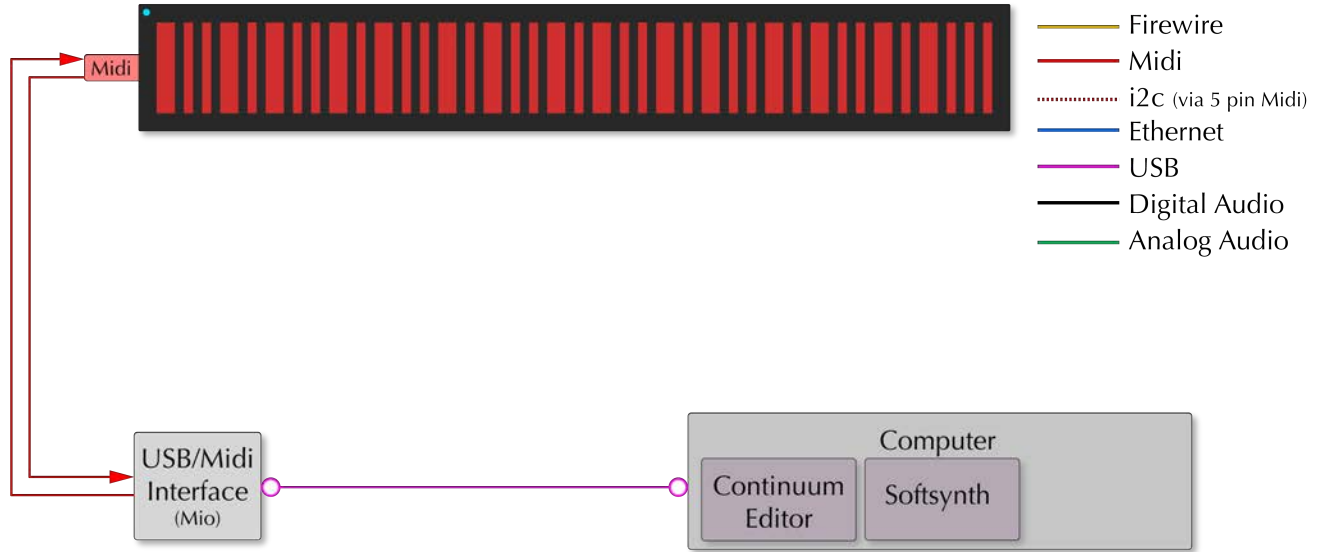 Midi
Firewire
Midi
i2c (via 5 pin Midi)
Ethernet
USB
Digital Audio
Analog Audio
USB/Midi
Interface
(Mio)
Computer
Continuum
Editor
Softsynth